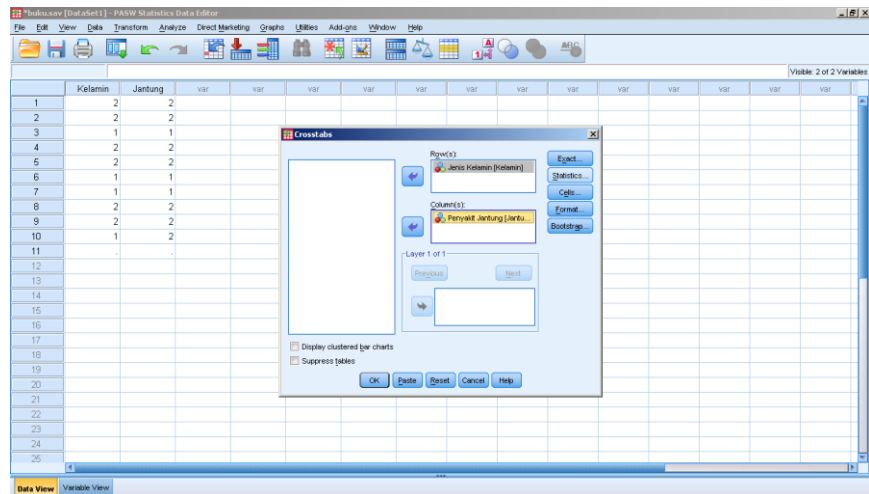 *buku.sav [DataSet1] - PASW Statistics Data Editor
File Edit View Data Transform Analyze Direct Marketing Graphs Utilities Add-ons Window Help
Visible: 2 of 2 Variables
Kelamin Jantung var var var var var var var var var var var var
1 2 2
2 2 2
3 1 1
4 2 2
5 2 2
6 1 1
7 1 1
8 2 2
9 2 2
10 1 2
11 . .
12
13
14
15
16
17
18
19
20
21
22
23
24
25
Crosstabs
Row(s):
Jenis Kelamin [Kelamin]
Column(s):
Penyakit Jantung [Jantu...
Exact...
Statistics...
Cells...
Format...
Bootstrap...
Layer 1 of 1
Previous Next
Display clustered bar charts
Suppress tables
OK Paste Reset Cancel Help
Data View Variable View